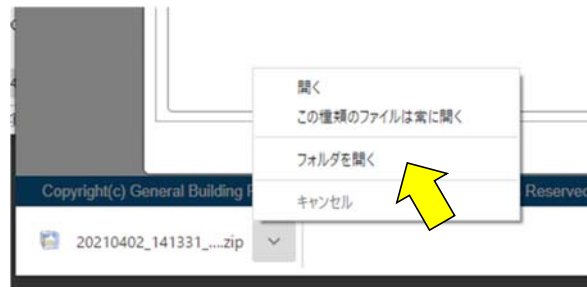 開く
この種類のファイルは常に開く
フォルダを開く
キャンセル
Copyright(c) General Building
Reserved
20210402_141331_....zip